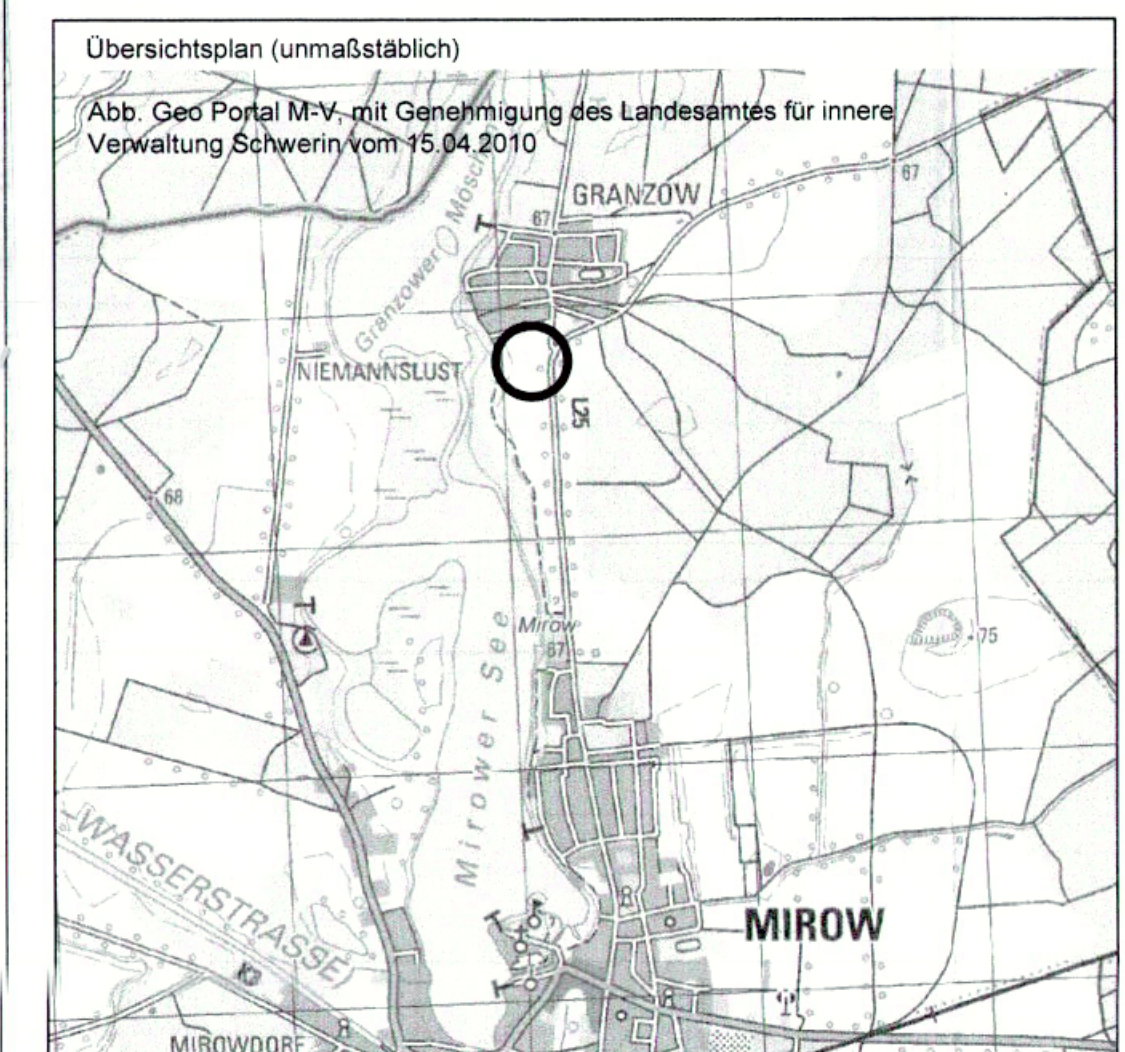 Übersichtsplan (unmaßstäblich)
Abb. Geo Portal M-V, mit Genehmigung des Landesamtes für innere
Verwaltung Schwerin vom 15.04.2010
GRANZOW
67
67
Granzower Mösch
NIEMANNSLUST
L25
68
Mirow
67
75
Mirower See
WASSERSTRASSE)
MIROW
K3
MIROWDORF